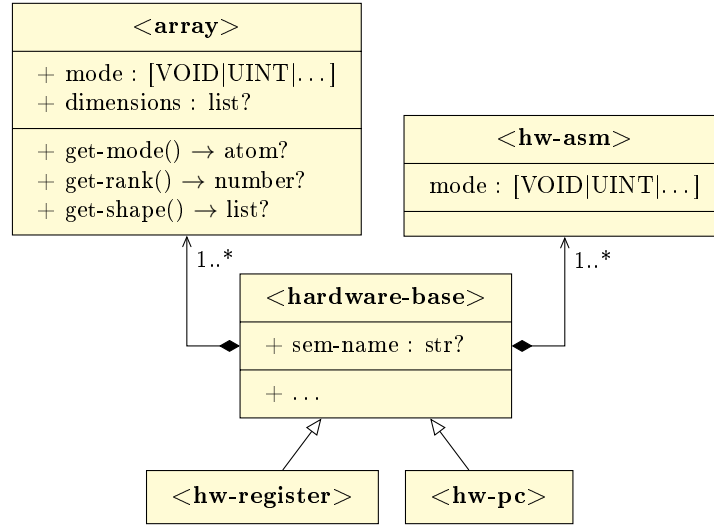 <array>
+ mode : [VOID|UINT|...]
+ dimensions : list?
+ get-mode() → atom?
+ get-rank() → number?
+ get-shape() → list?
<hw-asm>
mode : [VOID|UINT|...]
1..*
1..*
<hardware-base>
+ sem-name : str?
+ ...
<hw-register>
<hw-pc>